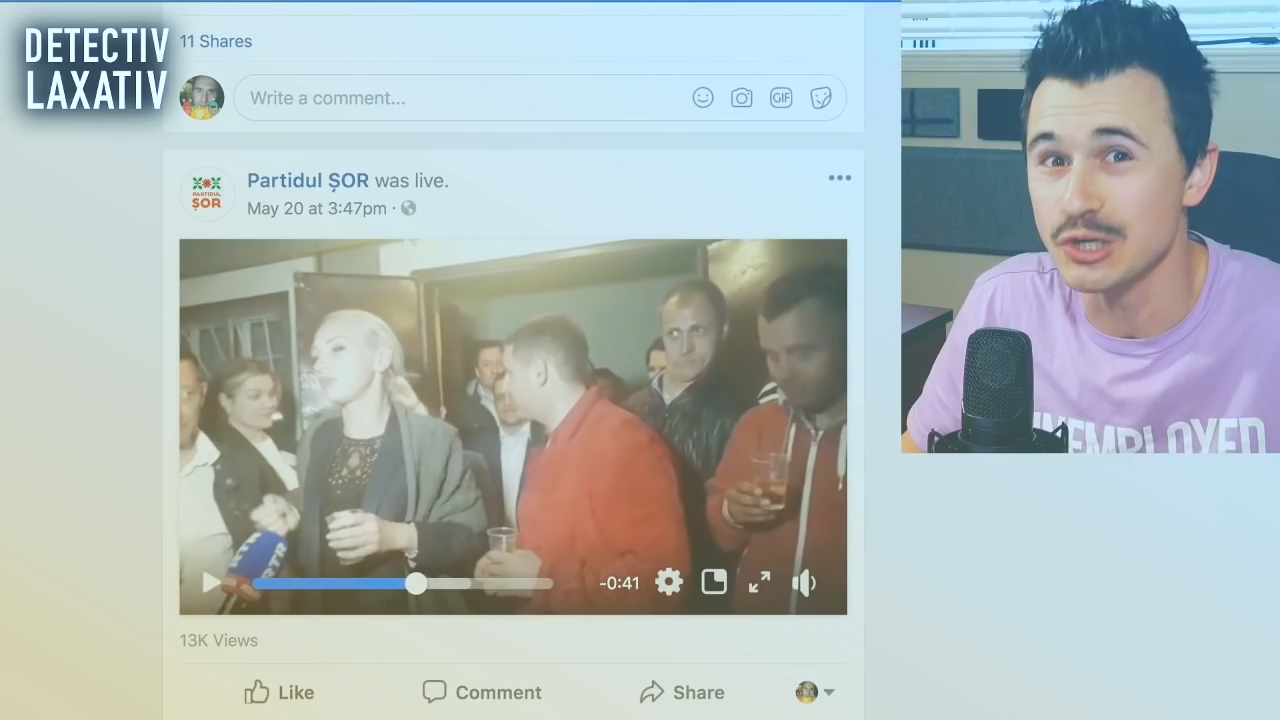 DETECTIV
LAXATIV
11 Shares
Write a comment...
GIF
PARTIDUL
ȘOR
Partidul ȘOR was live.
May 20 at 3:47pm ·
-0:41
13K Views
Like
Comment
Share
UNEMPLOYED